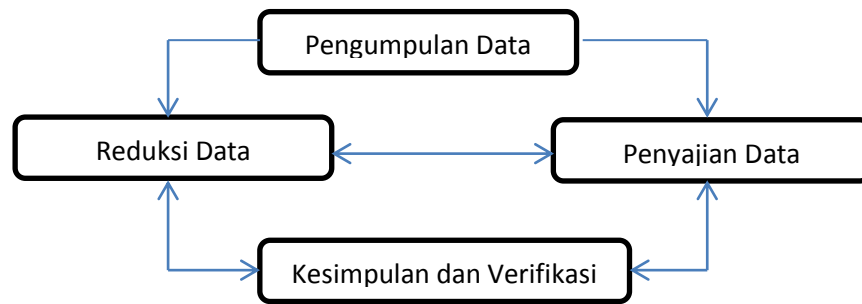 Pengumpulan Data
Reduksi Data
Penyajian Data
Kesimpulan dan Verifikasi